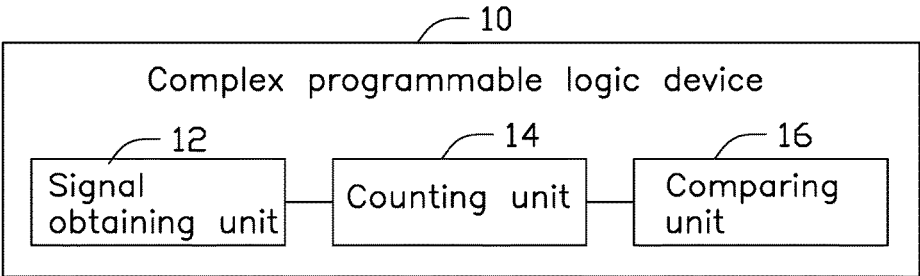 10
Complex programmable logic device
12
14
16
Signal
obtaining unit
Counting unit
Comparing
unit